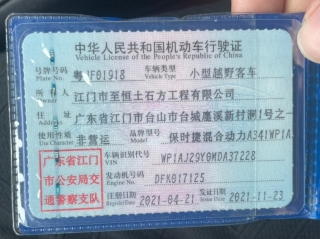 中华人民共和国机动车行驶证
Vehicle License of the People's Republic of China
号牌号码 粤JF01918 车辆类型 小型越野客车
Plate No. Vehicle Type
所有人 江门市至恒土石方工程有限公司
Owner
住址 广东省江门市台山市台城廛溪新村测1号之一
Address
使用性质 非营运 品牌型号 保时捷混合动力A341WP1A
Use Character Model
广东省江门
市公安局交
通警察支队
车辆识别代号 WP1AJ29Y0MDA37228
VIN
发动机号码 DFK017125
Engine No.
注册日期 2021-04-21 发证日期 2021-11-23
Register Date Issue Date